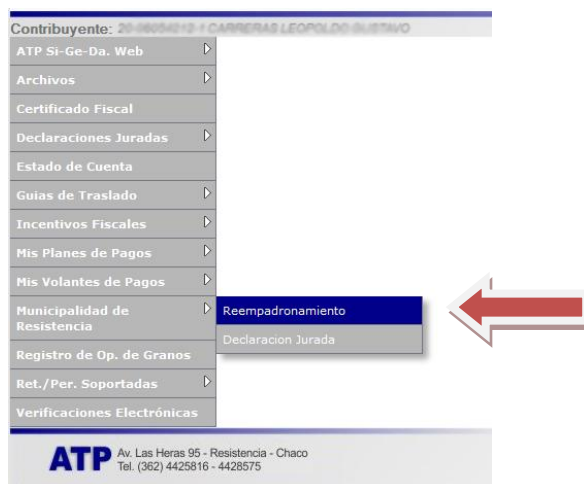 Contribuyente:
ATP Si-Ge-Da. Web
Archivos
Certificado Fiscal
Declaraciones Juradas
Estado de Cuenta
Guias de Traslado
Incentivos Fiscales
Mis Planes de Pagos
Mis Volantes de Pagos
Municipalidad de
Resistencia
Reempadronamiento
Declaracion Jurada
Registro de Op. de Granos
Ret./Per. Soportadas
Verificaciones Electrónicas
ATP
Av. Las Heras 95 - Resistencia - Chaco
Tel. (362) 4425816 - 4428575